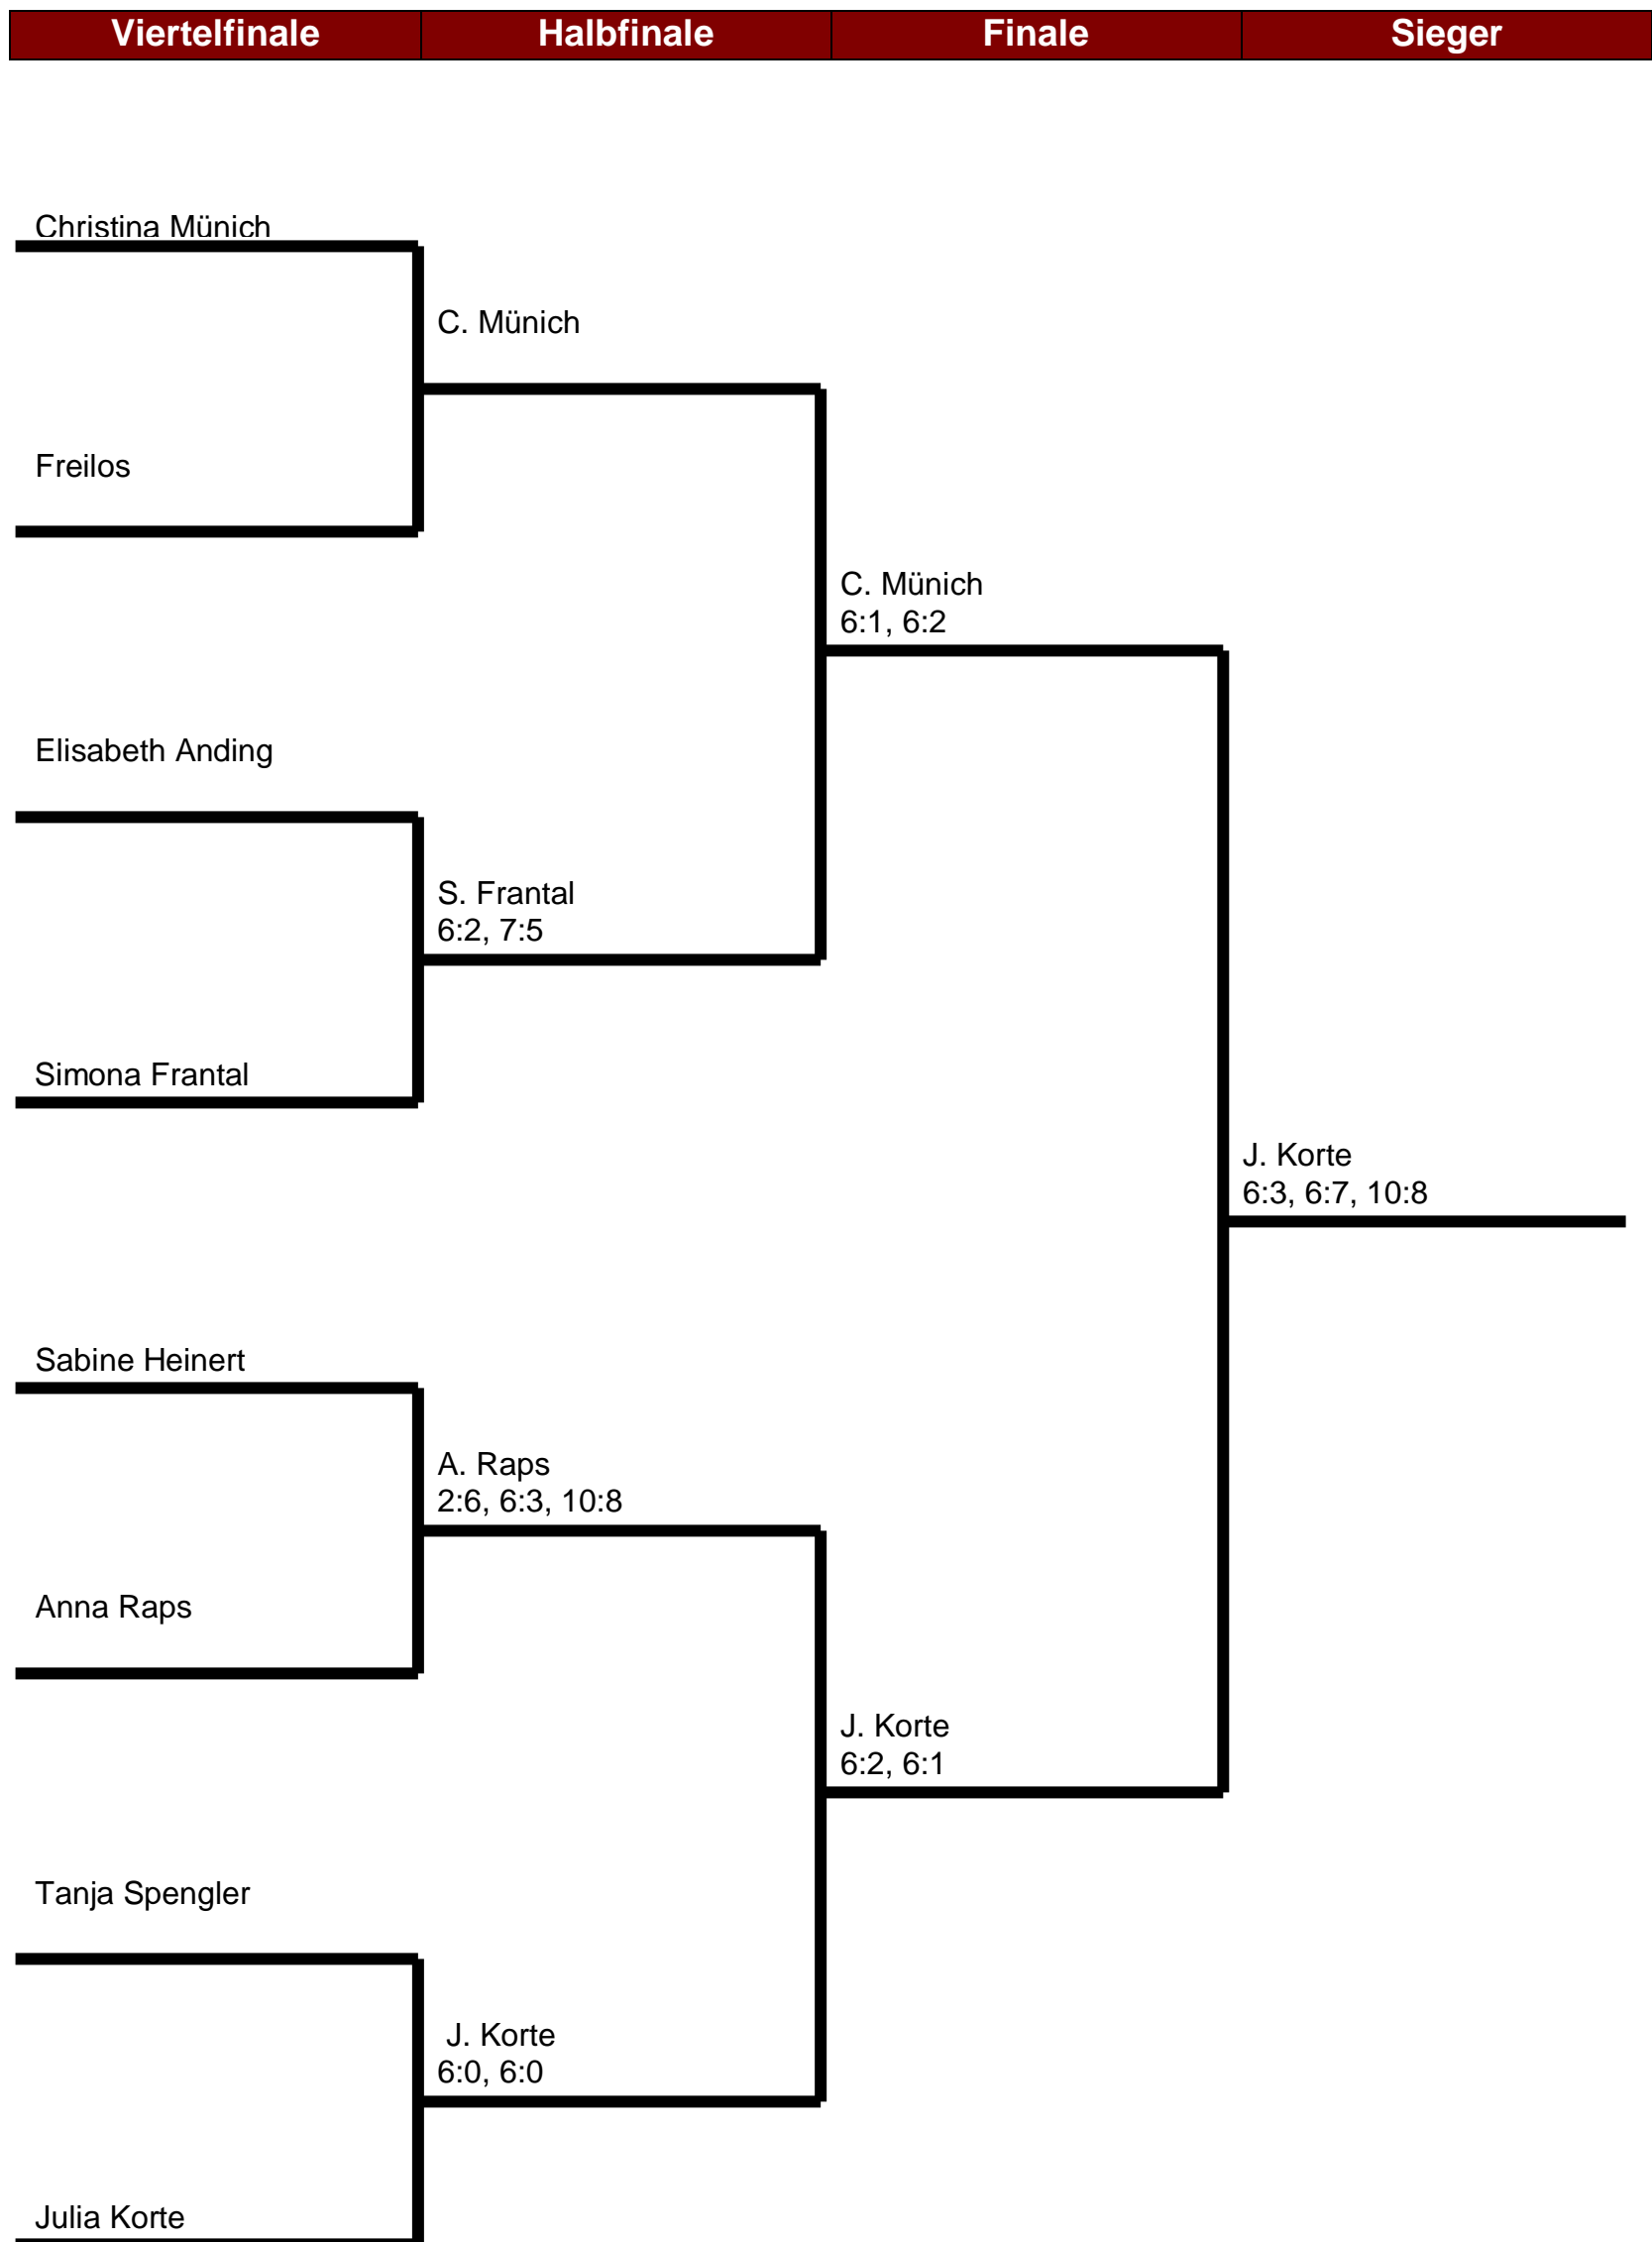 Viertelfinale Halbfinale Finale Sieger
Christina Münich
C. Münich
Freilos
C. Münich
6:1, 6:2
Elisabeth Anding
S. Frantal
6:2, 7:5
Simona Frantal
J. Korte
6:3, 6:7, 10:8
Sabine Heinert
A. Raps
2:6, 6:3, 10:8
Anna Raps
J. Korte
6:2, 6:1
Tanja Spengler
J. Korte
6:0, 6:0
Julia Korte